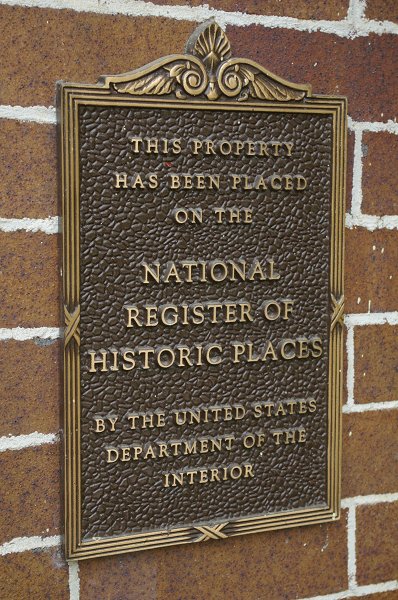 THIS PROPERTY
HAS BEEN PLACED
ON THE
NATIONAL
REGISTER OF
HISTORIC PLACES
BY THE UNITED STATES
DEPARTMENT OF THE
INTERIOR